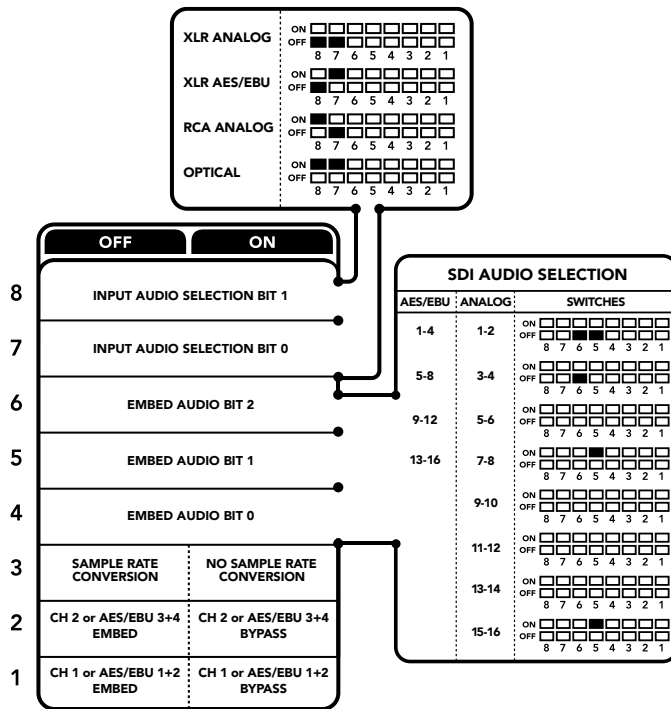 XLR ANALOG
ON
OFF
8 7 6 5 4 3 2 1
XLR AES/EBU
ON
OFF
8 7 6 5 4 3 2 1
RCA ANALOG
ON
OFF
8 7 6 5 4 3 2 1
OPTICAL
ON
OFF
8 7 6 5 4 3 2 1
OFF ON
8 INPUT AUDIO SELECTION BIT 1
7 INPUT AUDIO SELECTION BIT 0
6 EMBED AUDIO BIT 2
5 EMBED AUDIO BIT 1
4 EMBED AUDIO BIT 0
3
SAMPLE RATE
CONVERSION
NO SAMPLE RATE
CONVERSION
2
CH 2 or AES/EBU 3+4
EMBED
CH 2 or AES/EBU 3+4
BYPASS
1
CH 1 or AES/EBU 1+2
EMBED
CH 1 or AES/EBU 1+2
BYPASS
SDI AUDIO SELECTION
AES/EBU ANALOG SWITCHES
1-4 1-2
ON
OFF
8 7 6 5 4 3 2 1
5-8 3-4
ON
OFF
8 7 6 5 4 3 2 1
9-12 5-6
ON
OFF
8 7 6 5 4 3 2 1
13-16 7-8
ON
OFF
8 7 6 5 4 3 2 1
9-10
ON
OFF
8 7 6 5 4 3 2 1
11-12
ON
OFF
8 7 6 5 4 3 2 1
13-14
ON
OFF
8 7 6 5 4 3 2 1
15-16
ON
OFF
8 7 6 5 4 3 2 1